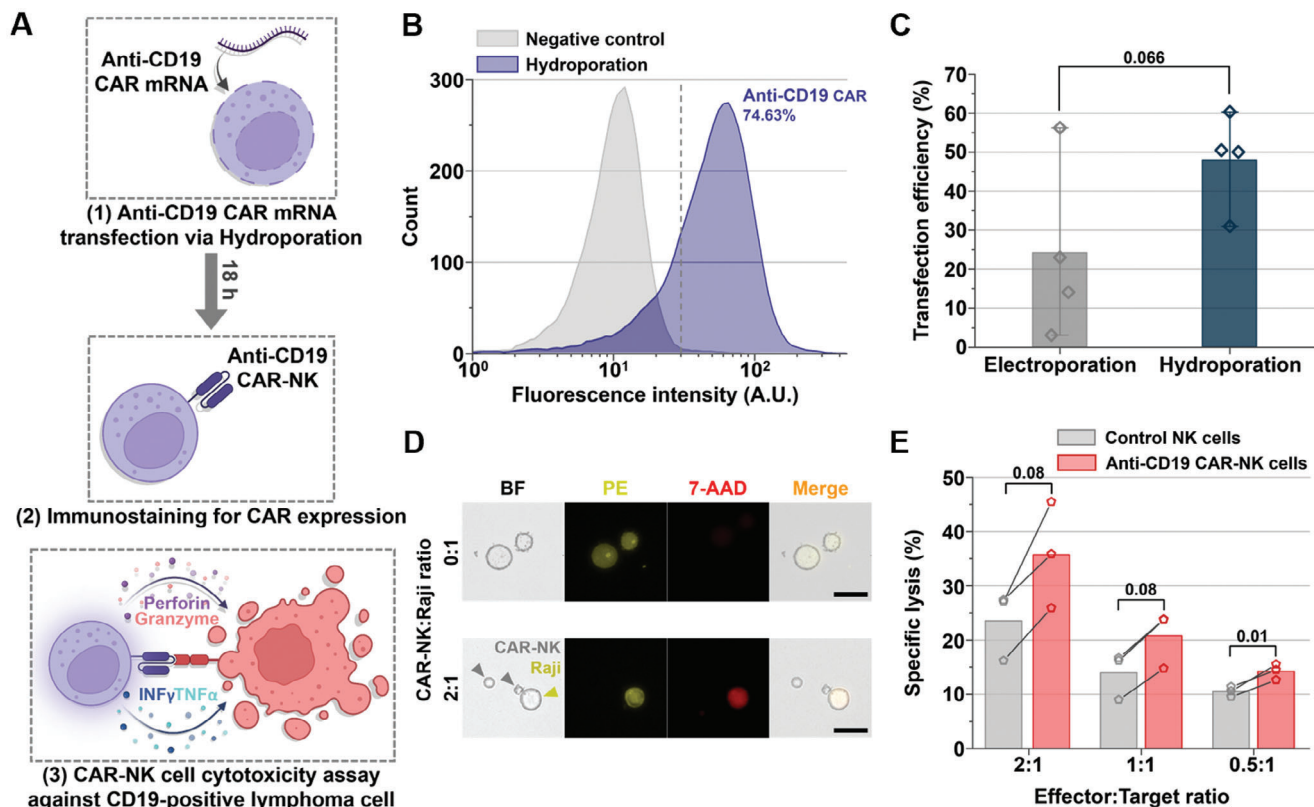 A
Anti-CD19
CAR mRNA
(1) Anti-CD19 CAR mRNA
transfection via Hydroporation
18 h
Anti-CD19
CAR-NK
(2) Immunostaining for CAR expression
Perforin
Granzyme
INFγ TNFα
(3) CAR-NK cell cytotoxicity assay
against CD19-positive lymphoma cell
B
Negative control
Hydroporation
Anti-CD19 CAR
74.63%
300
200
100
0
Count
10⁰
10¹
10²
Fluorescence intensity (A.U.)
C
0.066
70
60
50
40
30
20
10
0
Transfection efficiency (%)
Electroporation
Hydroporation
D
BF
PE
7-AAD
Merge
CAR-NK:Raji ratio
0:1
2:1
CAR-NK
Raji
E
Control NK cells
Anti-CD19 CAR-NK cells
0.08
0.08
0.01
50
40
30
20
10
0
Specific lysis (%)
2:1
1:1
0.5:1
Effector:Target ratio